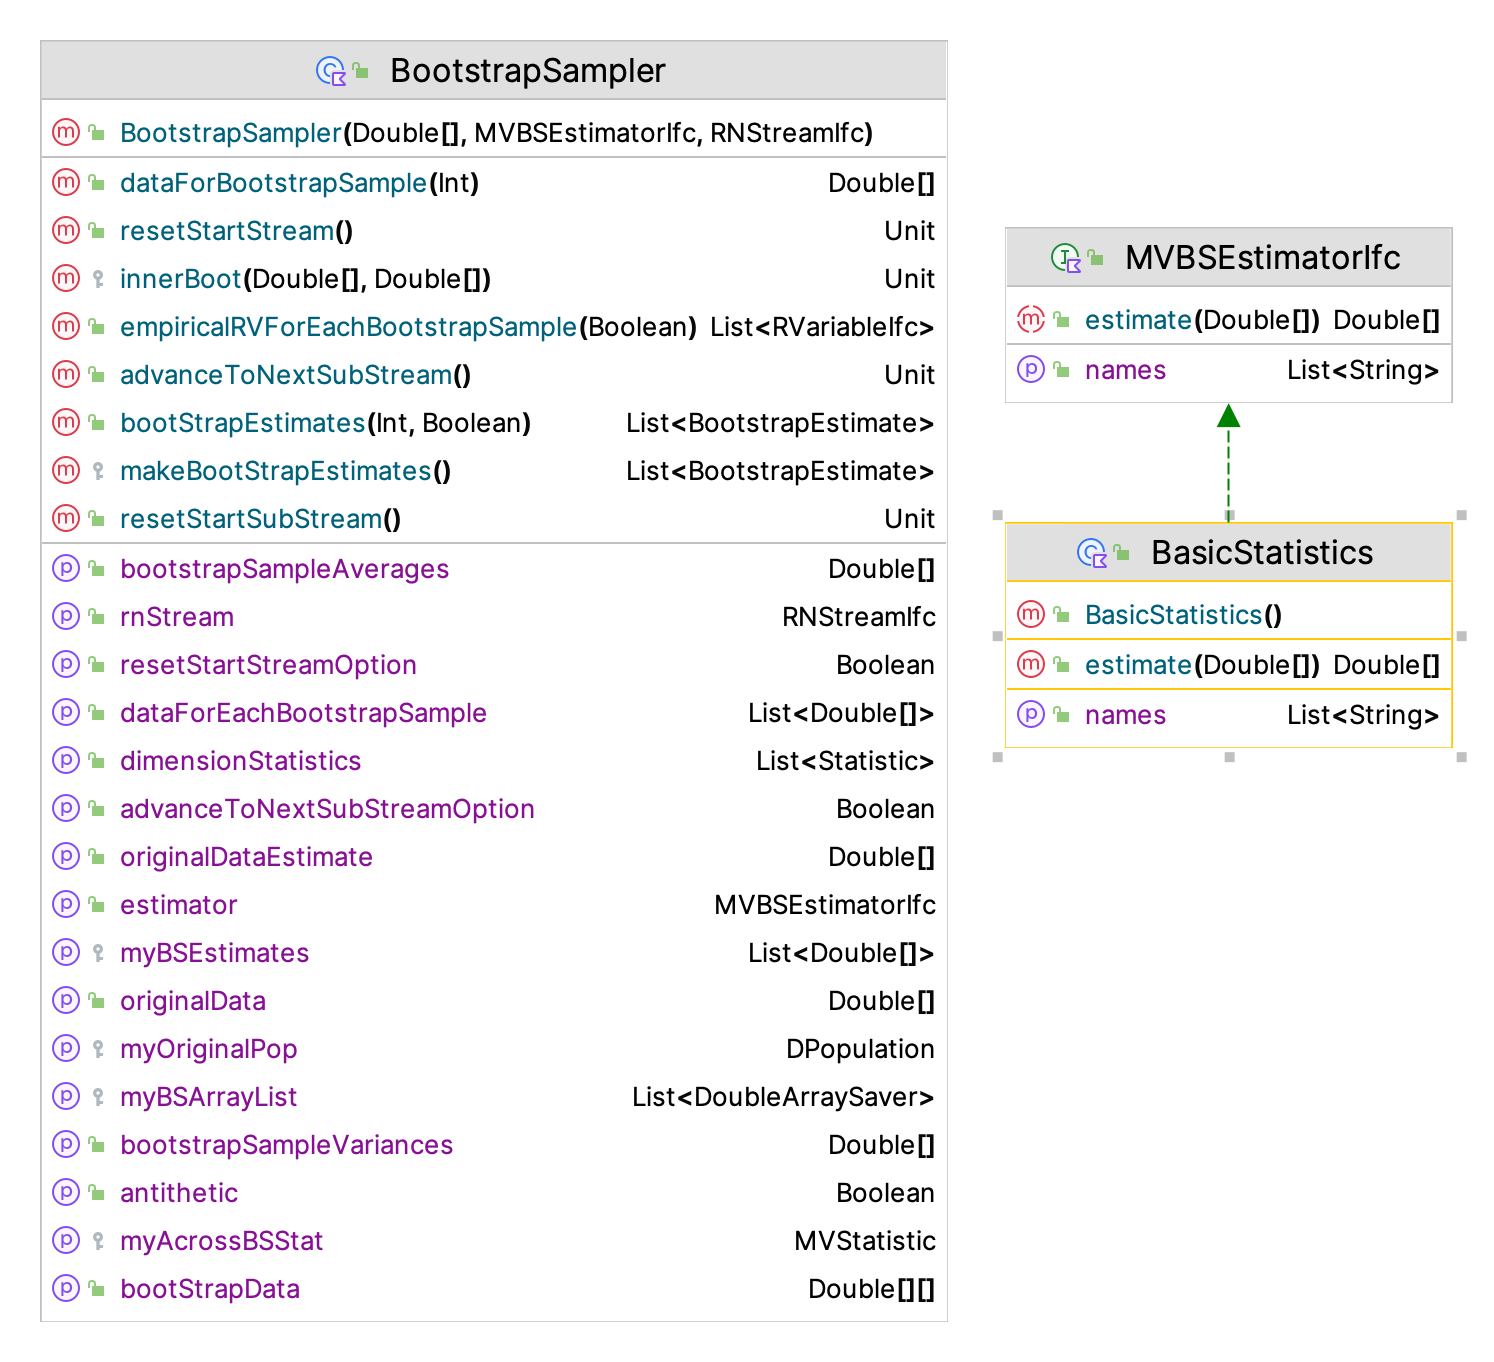 BootstrapSampler
BootstrapSampler(Double[], MVBSEstimatorIfc, RNStreamIfc)
dataForBootstrapSample(Int) Double[]
resetStartStream() Unit
innerBoot(Double[], Double[]) Unit
empiricalRVForEachBootstrapSample(Boolean) List<RVariableIfc>
advanceToNextSubStream() Unit
bootStrapEstimates(Int, Boolean) List<BootstrapEstimate>
makeBootStrapEstimates() List<BootstrapEstimate>
resetStartSubStream() Unit
bootstrapSampleAverages Double[]
rnStream RNStreamIfc
resetStartStreamOption Boolean
dataForEachBootstrapSample List<Double[]>
dimensionStatistics List<Statistic>
advanceToNextSubStreamOption Boolean
originalDataEstimate Double[]
estimator MVBSEstimatorIfc
myBSEstimates List<Double[]>
originalData Double[]
myOriginalPop DPopulation
myBSArrayList List<DoubleArraySaver>
bootstrapSampleVariances Double[]
antithetic Boolean
myAcrossBSStat MVStatistic
bootStrapData Double[][]
MVBSEstimatorIfc
estimate(Double[]) Double[]
names List<String>
BasicStatistics
BasicStatistics()
estimate(Double[]) Double[]
names List<String>